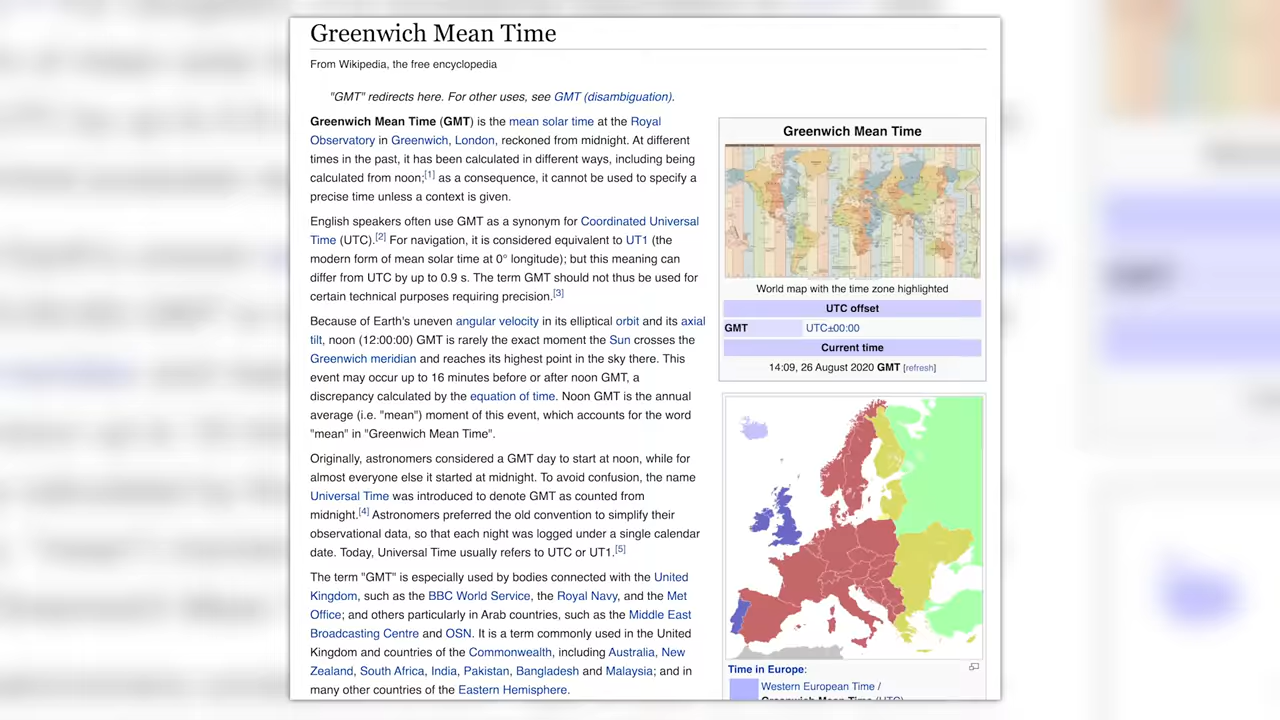 Greenwich Mean Time
From Wikipedia, the free encyclopedia
"GMT" redirects here. For other uses, see GMT (disambiguation).
Greenwich Mean Time (GMT) is the mean solar time at the Royal
Observatory in Greenwich, London, reckoned from midnight. At different
times in the past, it has been calculated in different ways, including being
calculated from noon;[1] as a consequence, it cannot be used to specify a
precise time unless a context is given.
English speakers often use GMT as a synonym for Coordinated Universal
Time (UTC).[2] For navigation, it is considered equivalent to UT1 (the
modern form of mean solar time at 0° longitude); but this meaning can
differ from UTC by up to 0.9 s. The term GMT should not thus be used for
certain technical purposes requiring precision.[3]
Because of Earth's uneven angular velocity in its elliptical orbit and its axial
tilt, noon (12:00:00) GMT is rarely the exact moment the Sun crosses the
Greenwich meridian and reaches its highest point in the sky there. This
event may occur up to 16 minutes before or after noon GMT, a
discrepancy calculated by the equation of time. Noon GMT is the annual
average (i.e. "mean") moment of this event, which accounts for the word
"mean" in "Greenwich Mean Time".
Originally, astronomers considered a GMT day to start at noon, while for
almost everyone else it started at midnight. To avoid confusion, the name
Universal Time was introduced to denote GMT as counted from
midnight.[4] Astronomers preferred the old convention to simplify their
observational data, so that each night was logged under a single calendar
date. Today, Universal Time usually refers to UTC or UT1.[5]
The term "GMT" is especially used by bodies connected with the United
Kingdom, such as the BBC World Service, the Royal Navy, and the Met
Office; and others particularly in Arab countries, such as the Middle East
Broadcasting Centre and OSN. It is a term commonly used in the United
Kingdom and countries of the Commonwealth, including Australia, New
Zealand, South Africa, India, Pakistan, Bangladesh and Malaysia; and in
many other countries of the Eastern Hemisphere.
Greenwich Mean Time
World map with the time zone highlighted
UTC offset
GMT UTC±00:00
Current time
14:09, 26 August 2020 GMT [refresh]
Time in Europe:
Western European Time /
Greenwich Mean Time (UTC)